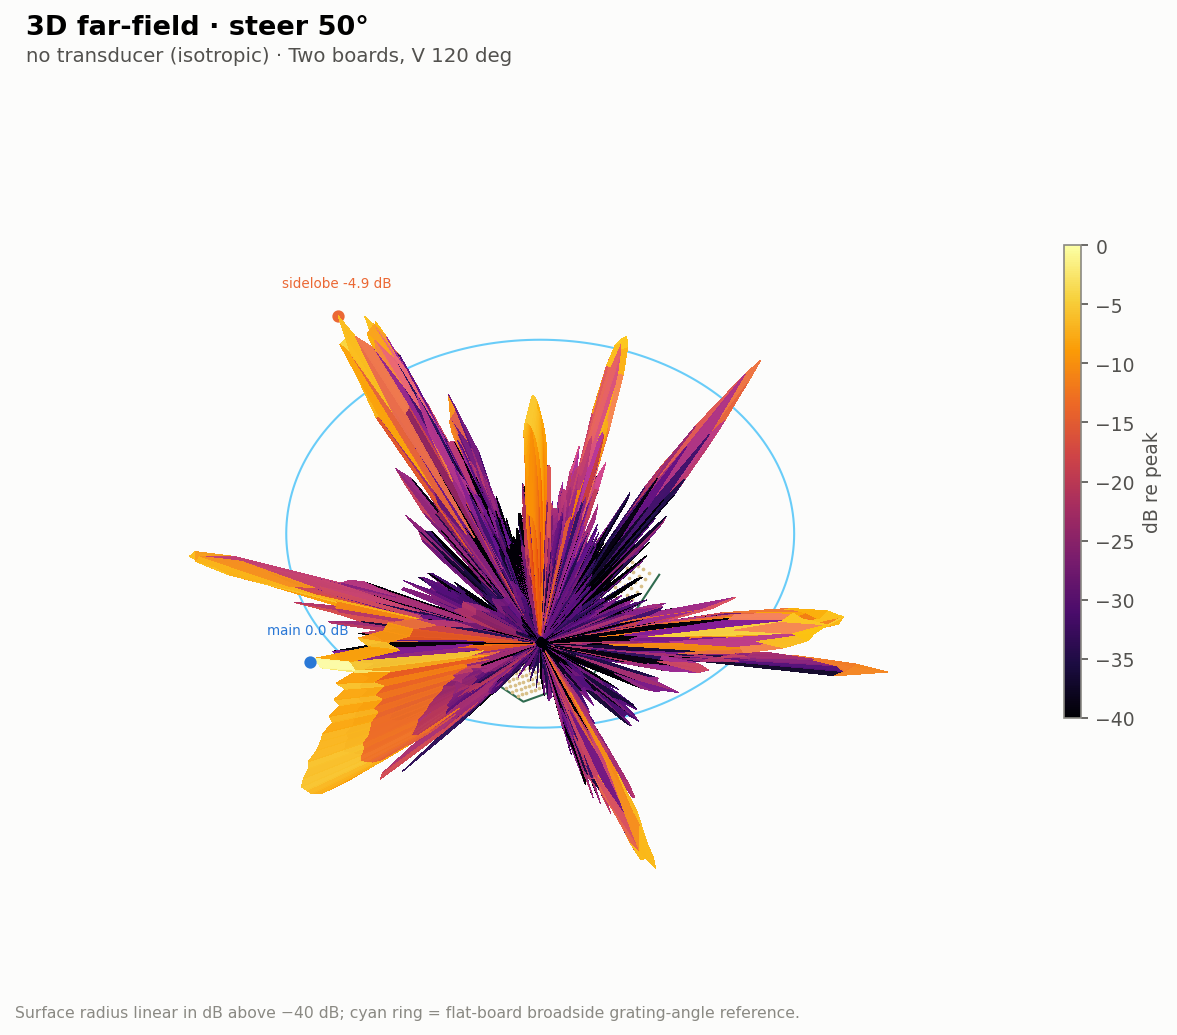 3D far-field · steer 50°
no transducer (isotropic) · Two boards, V 120 deg
sidelobe -4.9 dB
main 0.0 dB
0
−5
−10
−15
−20
−25
−30
−35
−40
dB re peak
Surface radius linear in dB above −40 dB; cyan ring = flat-board broadside grating-angle reference.